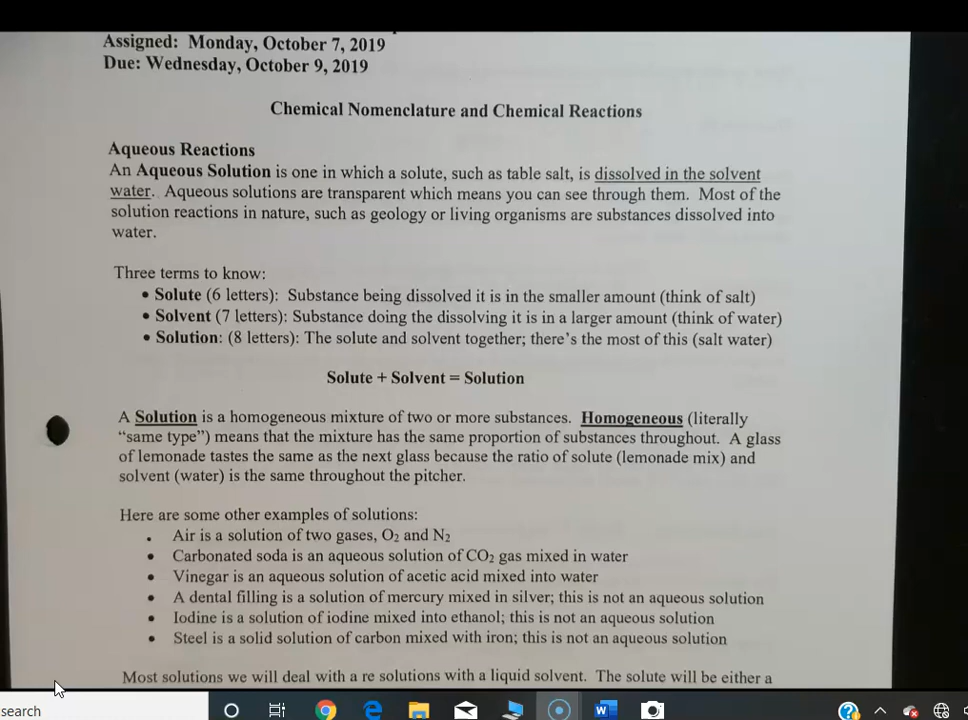 Assigned: Monday, October 7, 2019
Due: Wednesday, October 9, 2019
Chemical Nomenclature and Chemical Reactions
Aqueous Reactions
An Aqueous Solution is one in which a solute, such as table salt, is dissolved in the solvent
water. Aqueous solutions are transparent which means you can see through them. Most of the
solution reactions in nature, such as geology or living organisms are substances dissolved into
water.
Three terms to know:
• Solute (6 letters): Substance being dissolved it is in the smaller amount (think of salt)
• Solvent (7 letters): Substance doing the dissolving it is in a larger amount (think of water)
• Solution: (8 letters): The solute and solvent together; there's the most of this (salt water)
Solute + Solvent = Solution
A Solution is a homogeneous mixture of two or more substances. Homogeneous (literally
“same type”) means that the mixture has the same proportion of substances throughout. A glass
of lemonade tastes the same as the next glass because the ratio of solute (lemonade mix) and
solvent (water) is the same throughout the pitcher.
Here are some other examples of solutions:
• Air is a solution of two gases, O₂ and N₂
• Carbonated soda is an aqueous solution of CO₂ gas mixed in water
• Vinegar is an aqueous solution of acetic acid mixed into water
• A dental filling is a solution of mercury mixed in silver; this is not an aqueous solution
• Iodine is a solution of iodine mixed into ethanol; this is not an aqueous solution
• Steel is a solid solution of carbon mixed with iron; this is not an aqueous solution
Most solutions we will deal with a re solutions with a liquid solvent. The solute will be either a
search